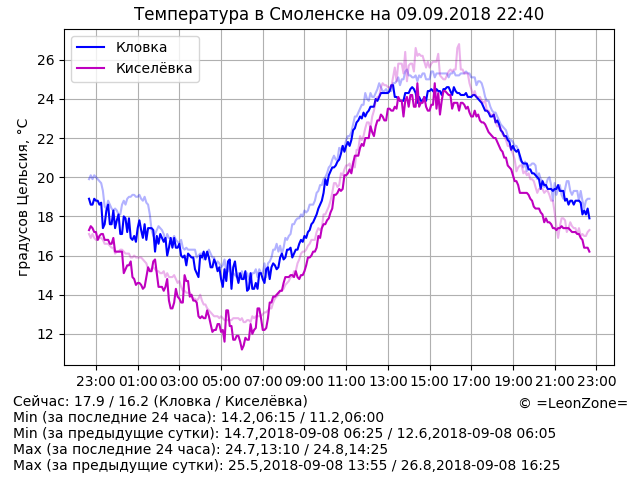 Температура в Смоленске на 09.09.2018 22:40
Кловка
Киселёвка
градусов Цельсия, °C
26
24
22
20
18
16
14
12
23:00 01:00 03:00 05:00 07:00 09:00 11:00 13:00 15:00 17:00 19:00 21:00 23:00
Сейчас: 17.9 / 16.2 (Кловка / Киселёвка)
© =LeonZone=
Min (за последние 24 часа): 14.2,06:15 / 11.2,06:00
Min (за предыдущие сутки): 14.7,2018-09-08 06:25 / 12.6,2018-09-08 06:05
Max (за последние 24 часа): 24.7,13:10 / 24.8,14:25
Max (за предыдущие сутки): 25.5,2018-09-08 13:55 / 26.8,2018-09-08 16:25